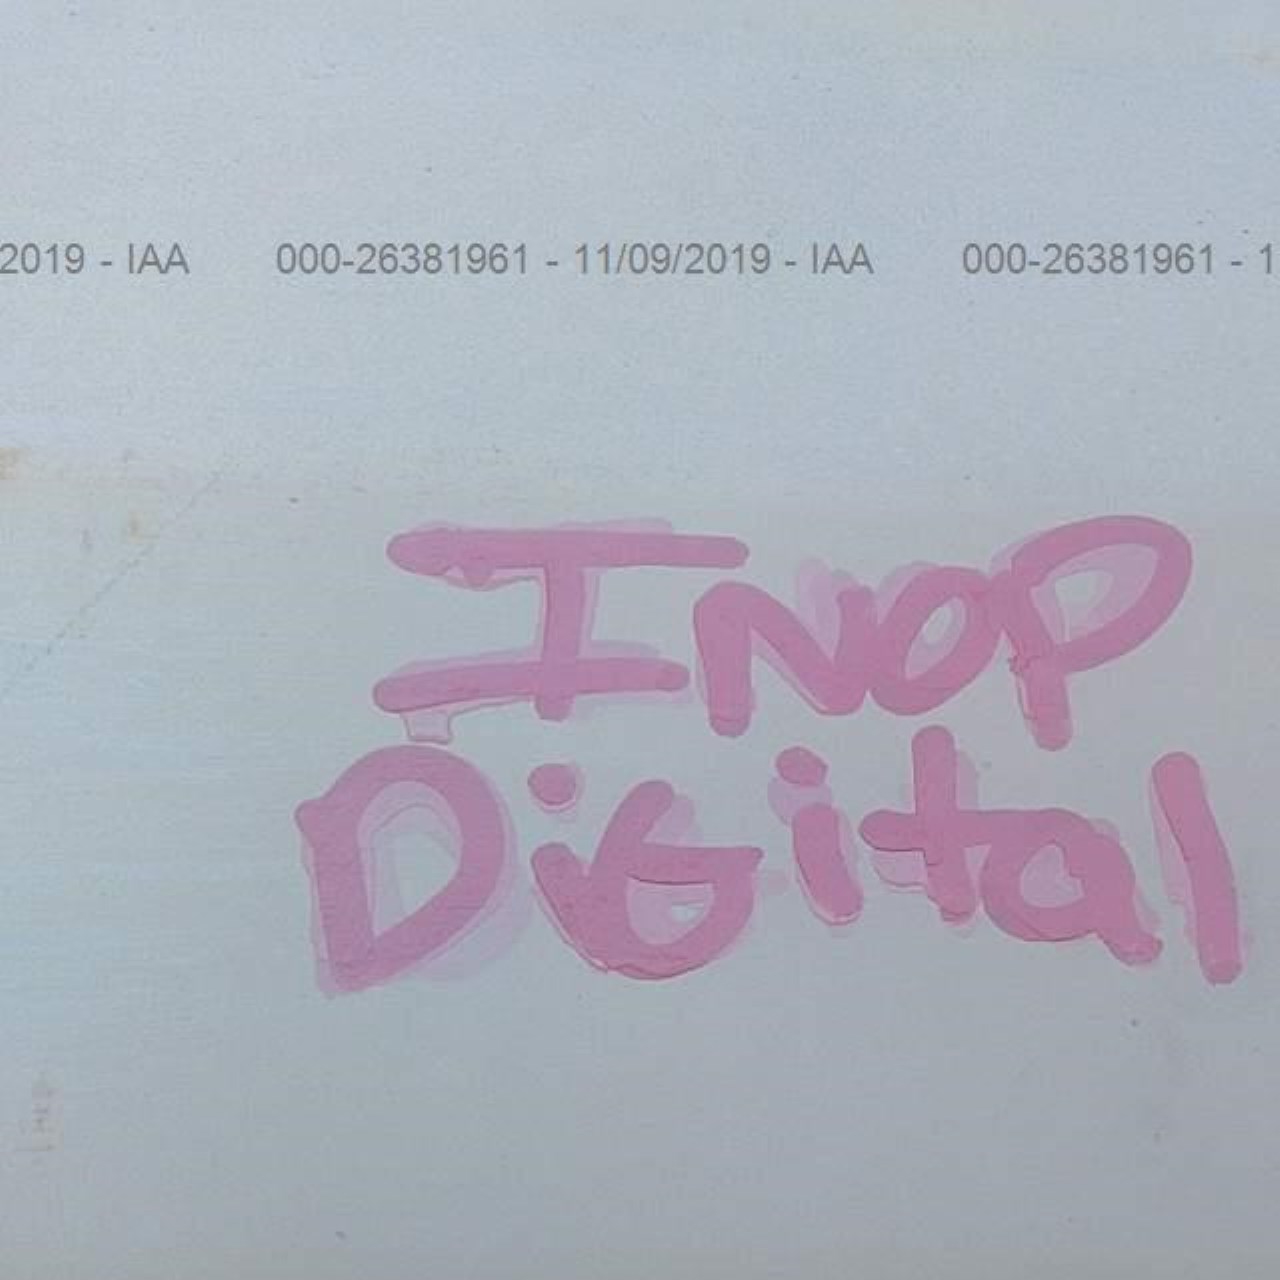 2019 - IAA 000-26381961 - 11/09/2019 - IAA 000-26381961 - 1
INOP
DiGital